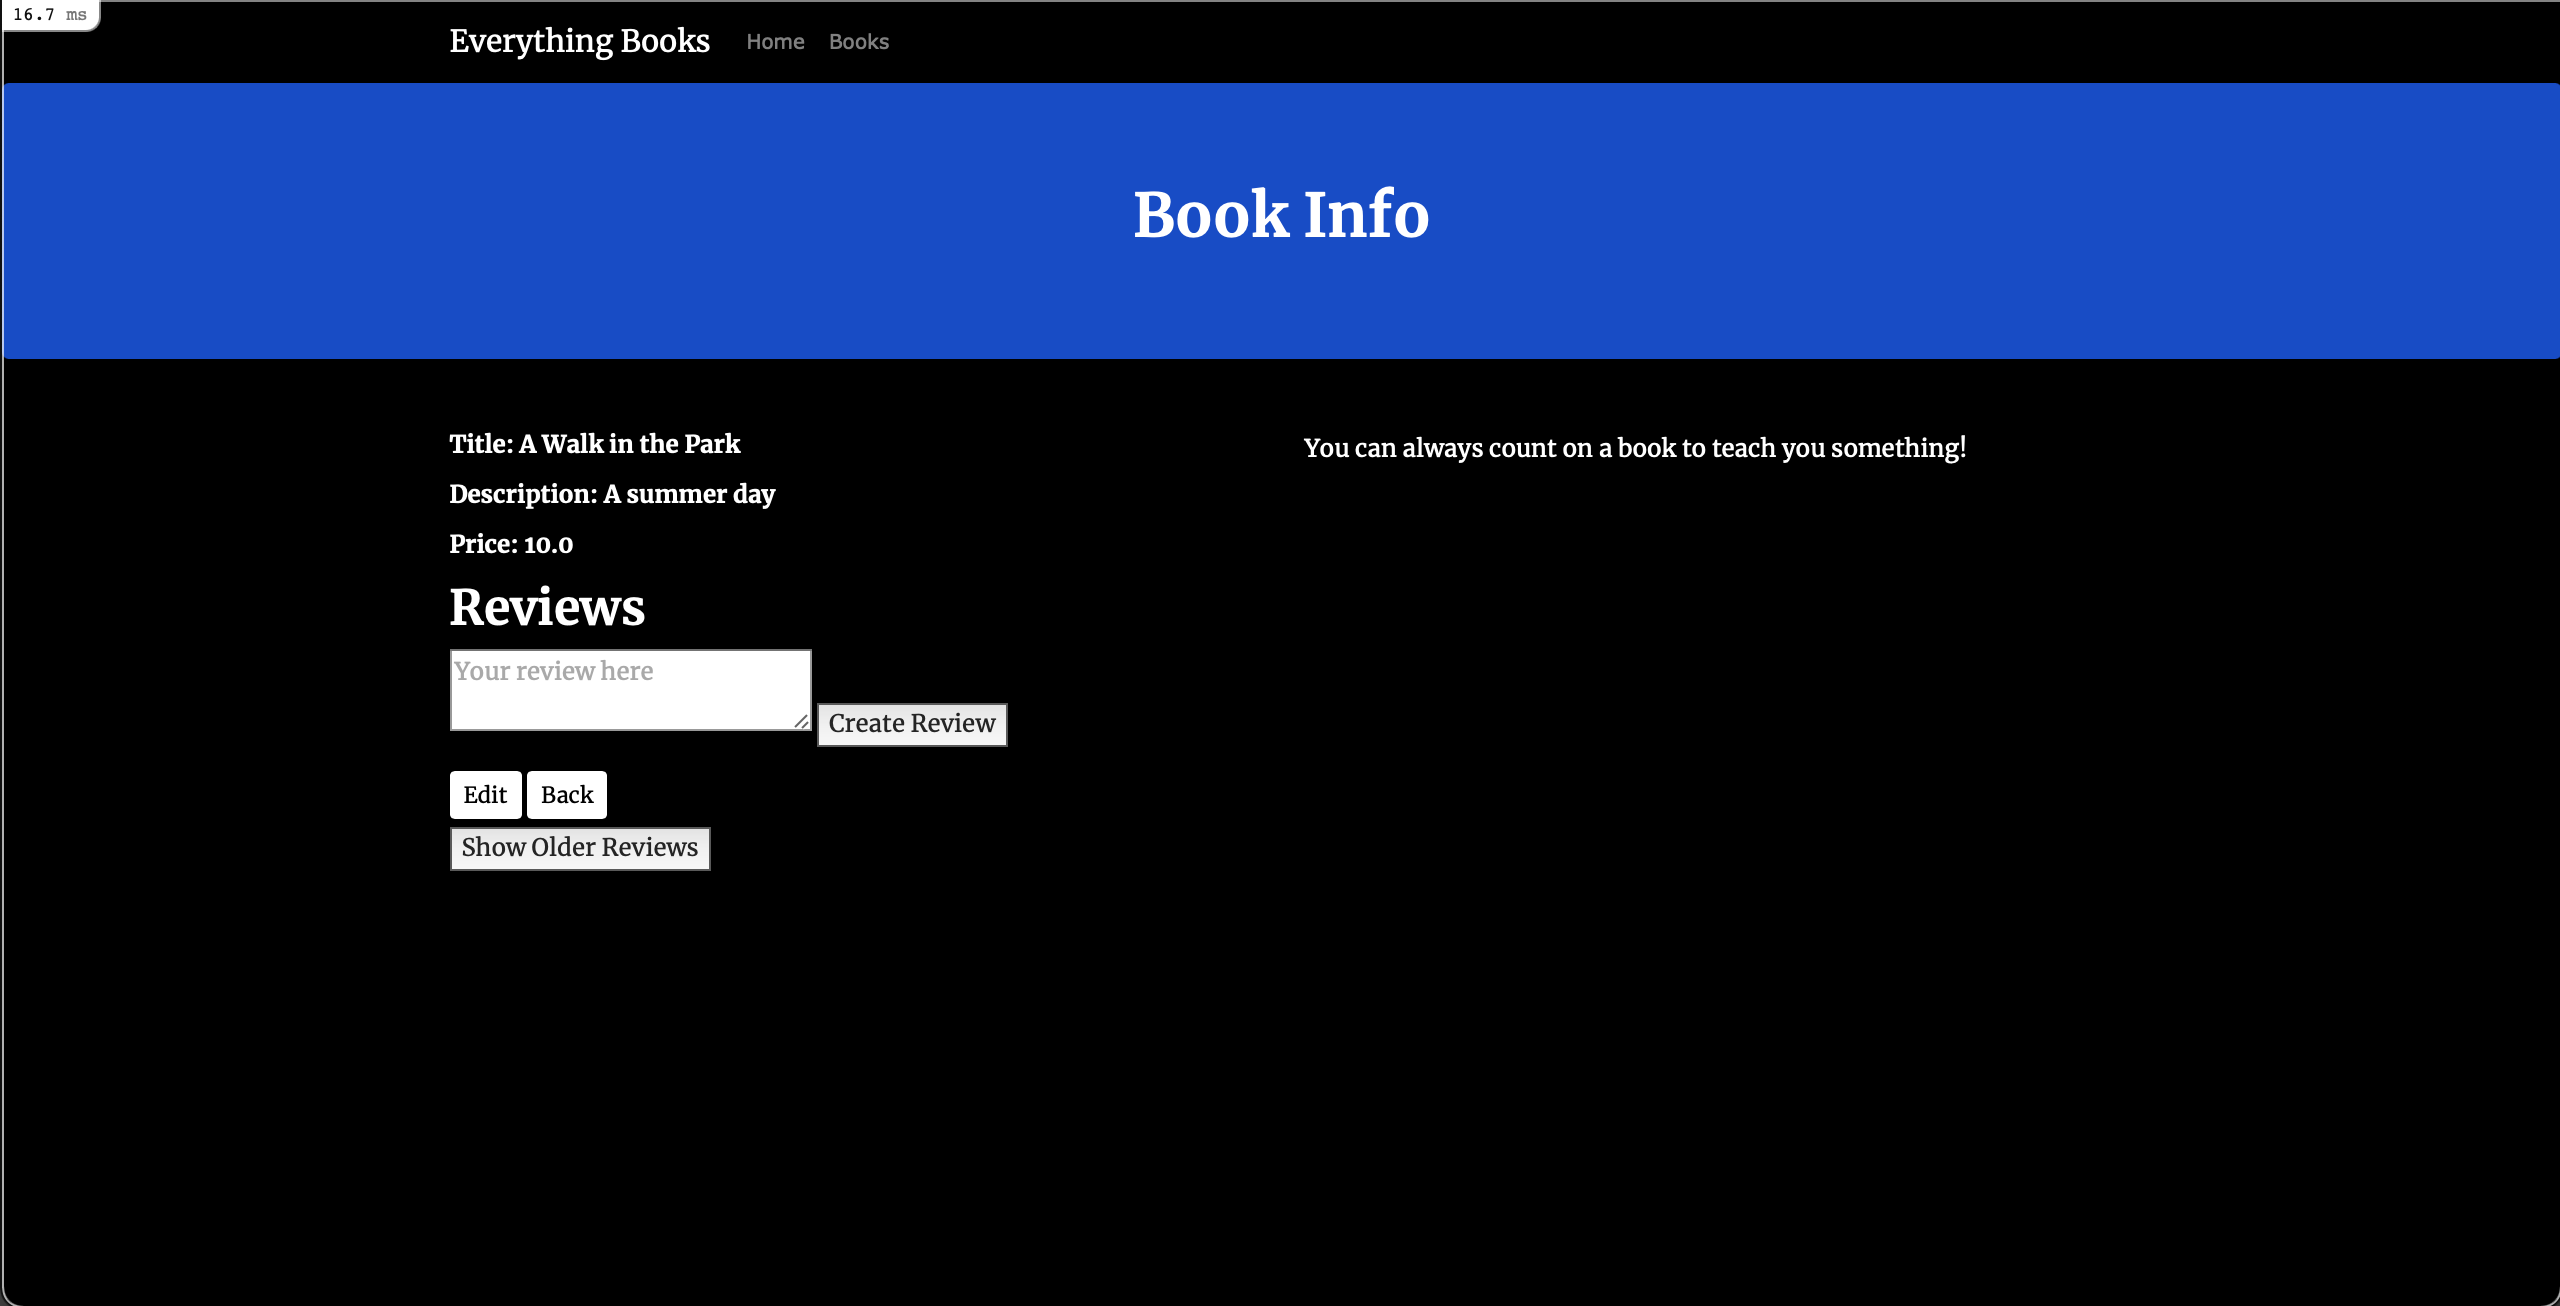 16.7 ms
Everything Books Home Books
Book Info
Title: A Walk in the Park
Description: A summer day
Price: 10.0
Reviews
Your review here
Create Review
Edit Back
Show Older Reviews
You can always count on a book to teach you something!